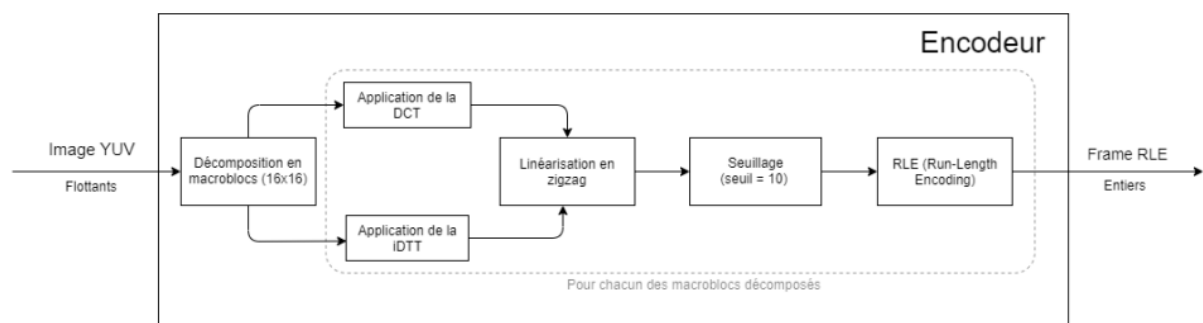 Encodeur
Image YUV
Flottants
Décomposition en
macroblocs (16x16)
Application de la
DCT
Application de la
iDTT
Linéarisation en
zigzag
Seuillage
(seuil = 10)
RLE (Run-Length
Encoding)
Frame RLE
Entiers
Pour chacun des macroblocs décomposés